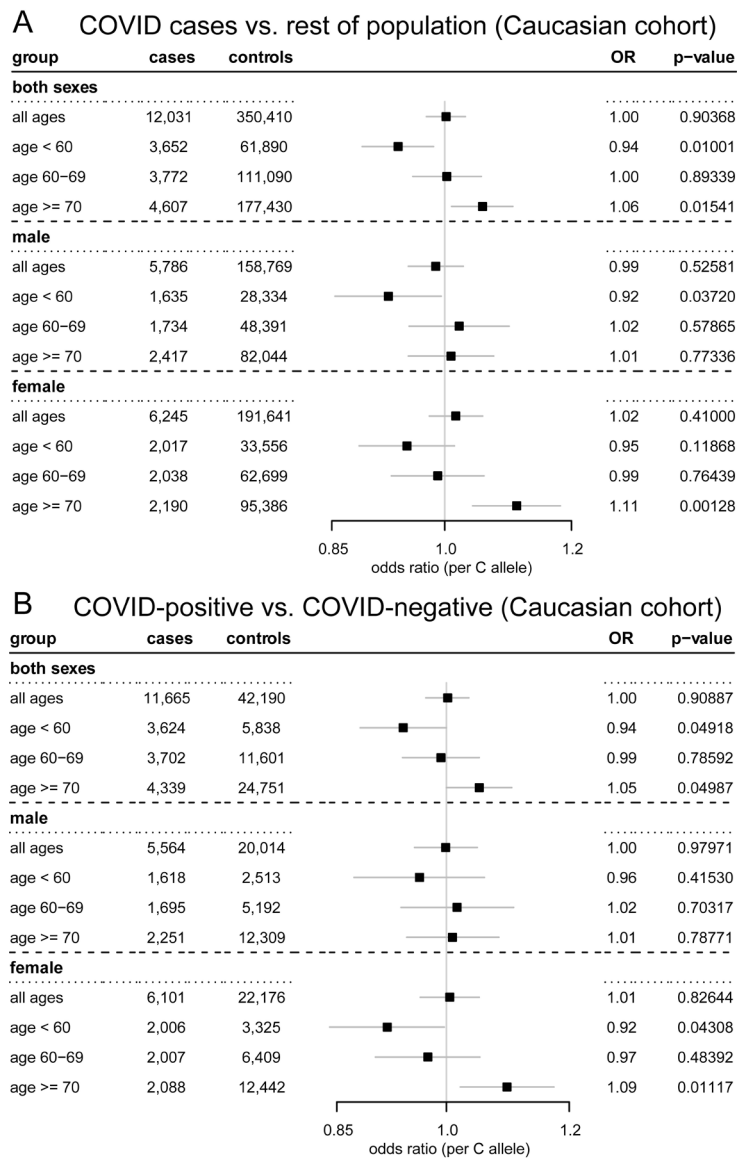 A COVID cases vs. rest of population (Caucasian cohort)
group cases controls OR p−value
both sexes
all ages 12,031 350,410 1.00 0.90368
age < 60 3,652 61,890 0.94 0.01001
age 60−69 3,772 111,090 1.00 0.89339
age >= 70 4,607 177,430 1.06 0.01541
male
all ages 5,786 158,769 0.99 0.52581
age < 60 1,635 28,334 0.92 0.03720
age 60−69 1,734 48,391 1.02 0.57865
age >= 70 2,417 82,044 1.01 0.77336
female
all ages 6,245 191,641 1.02 0.41000
age < 60 2,017 33,556 0.95 0.11868
age 60−69 2,038 62,699 0.99 0.76439
age >= 70 2,190 95,386 1.11 0.00128
0.85 1.0 1.2
odds ratio (per C allele)
B COVID-positive vs. COVID-negative (Caucasian cohort)
group cases controls OR p−value
both sexes
all ages 11,665 42,190 1.00 0.90887
age < 60 3,624 5,838 0.94 0.04918
age 60−69 3,702 11,601 0.99 0.78592
age >= 70 4,339 24,751 1.05 0.04987
male
all ages 5,564 20,014 1.00 0.97971
age < 60 1,618 2,513 0.96 0.41530
age 60−69 1,695 5,192 1.02 0.70317
age >= 70 2,251 12,309 1.01 0.78771
female
all ages 6,101 22,176 1.01 0.82644
age < 60 2,006 3,325 0.92 0.04308
age 60−69 2,007 6,409 0.97 0.48392
age >= 70 2,088 12,442 1.09 0.01117
0.85 1.0 1.2
odds ratio (per C allele)